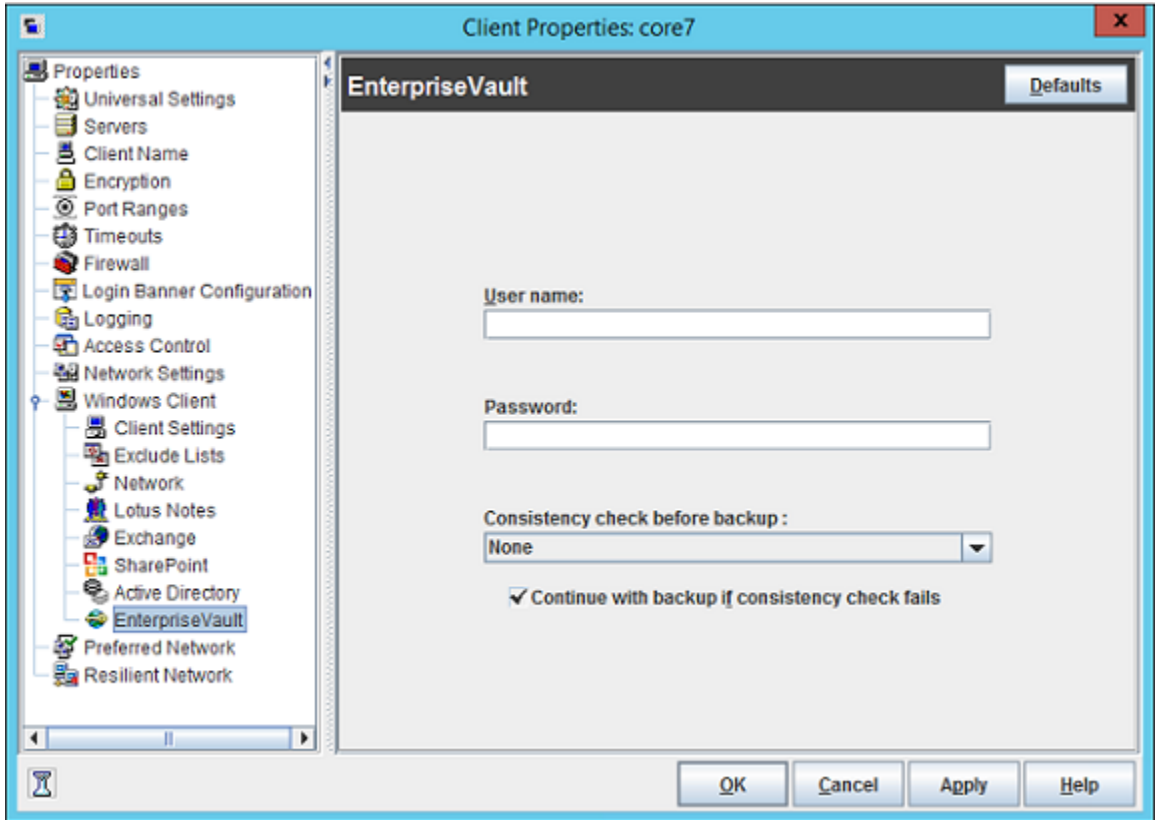 Client Properties: core7
x
Properties
Universal Settings
Servers
Client Name
Encryption
Port Ranges
Timeouts
Firewall
Login Banner Configuration
Logging
Access Control
Network Settings
Windows Client
Client Settings
Exclude Lists
Network
Lotus Notes
Exchange
SharePoint
Active Directory
EnterpriseVault
Preferred Network
Resilient Network
EnterpriseVault
Defaults
User name:
Password:
Consistency check before backup :
None
Continue with backup if consistency check fails
OK
Cancel
Apply
Help